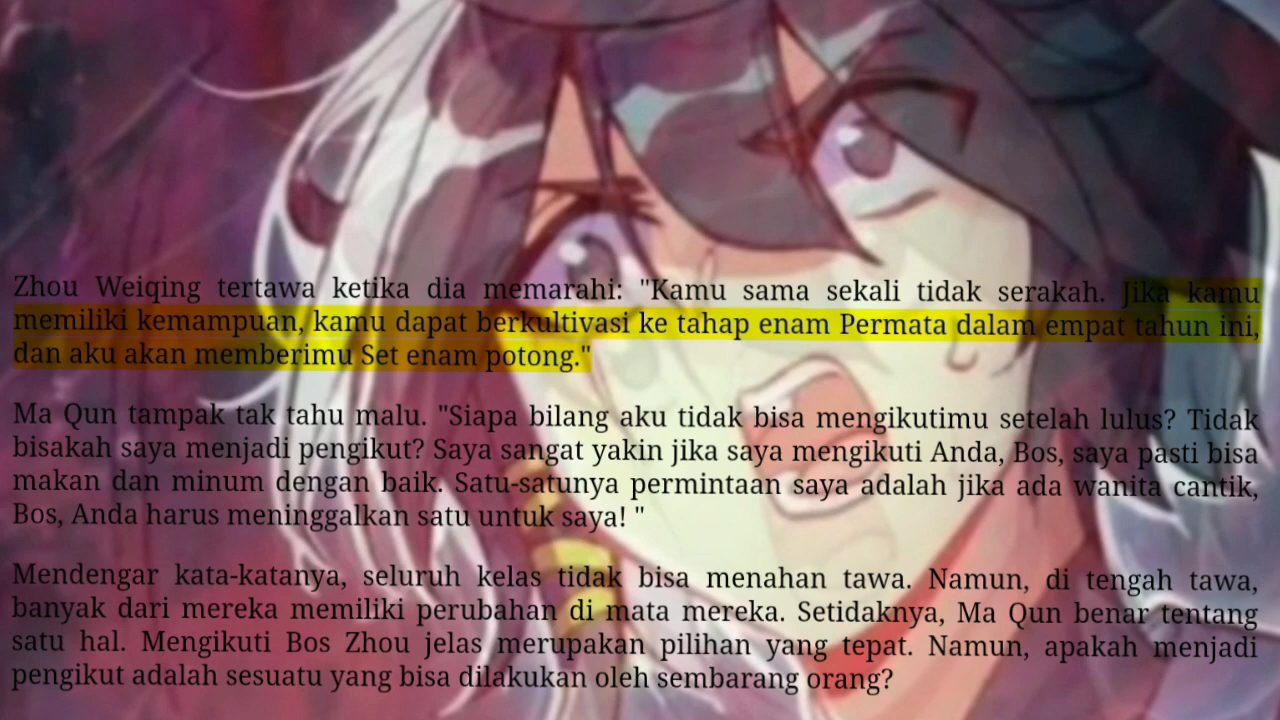 Zhou Weiqing tertawa ketika dia memarahi: "Kamu sama sekali tidak serakah. Jika kamu
memiliki kemampuan, kamu dapat berkultivasi ke tahap enam Permata dalam empat tahun ini,
dan aku akan memberimu Set enam potong."
Ma Qun tampak tak tahu malu. "Siapa bilang aku tidak bisa mengikutimu setelah lulus? Tidak
bisakah saya menjadi pengikut? Saya sangat yakin jika saya mengikuti Anda, Bos, saya pasti bisa
makan dan minum dengan baik. Satu-satunya permintaan saya adalah jika ada wanita cantik,
Bos, Anda harus meninggalkan satu untuk saya! "
Mendengar kata-katanya, seluruh kelas tidak bisa menahan tawa. Namun, di tengah tawa,
banyak dari mereka memiliki perubahan di mata mereka. Setidaknya, Ma Qun benar tentang
satu hal. Mengikuti Bos Zhou jelas merupakan pilihan yang tepat. Namun, apakah menjadi
pengikut adalah sesuatu yang bisa dilakukan oleh sembarang orang?